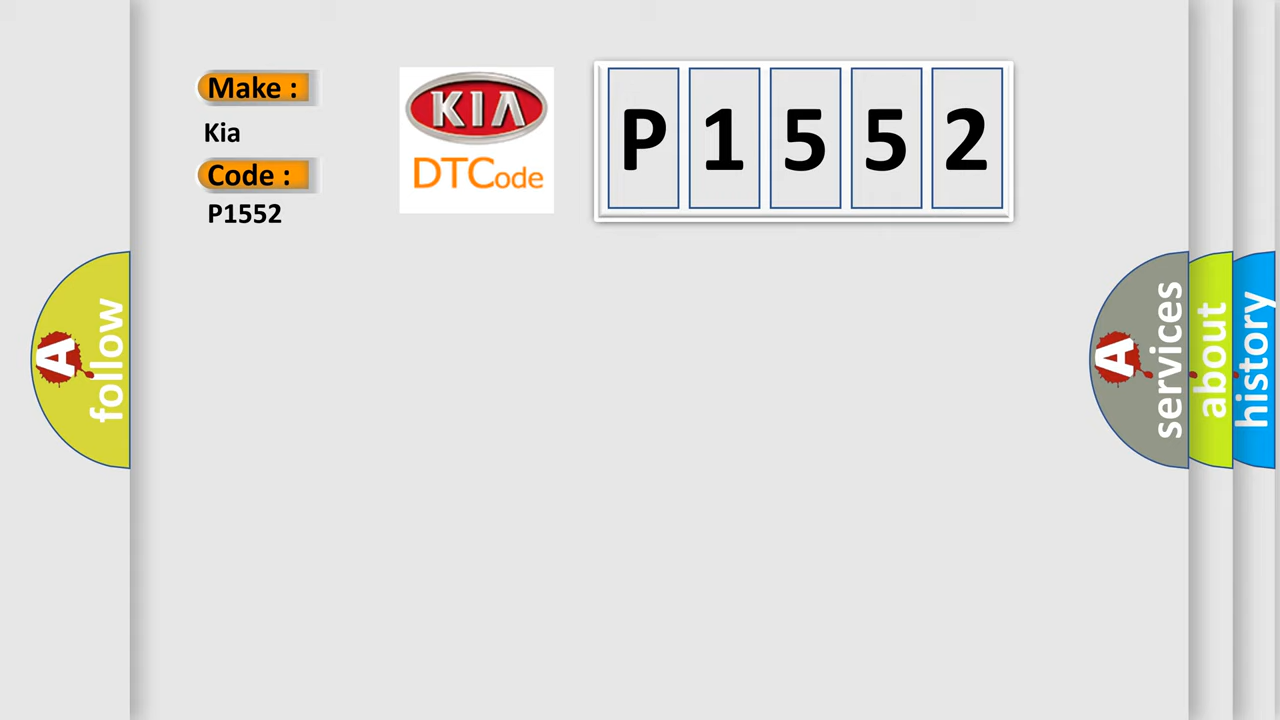 Make :
Kia
Code :
P1552
KIA
DTCode
P 1 5 5 2
A follow
A services
about
history